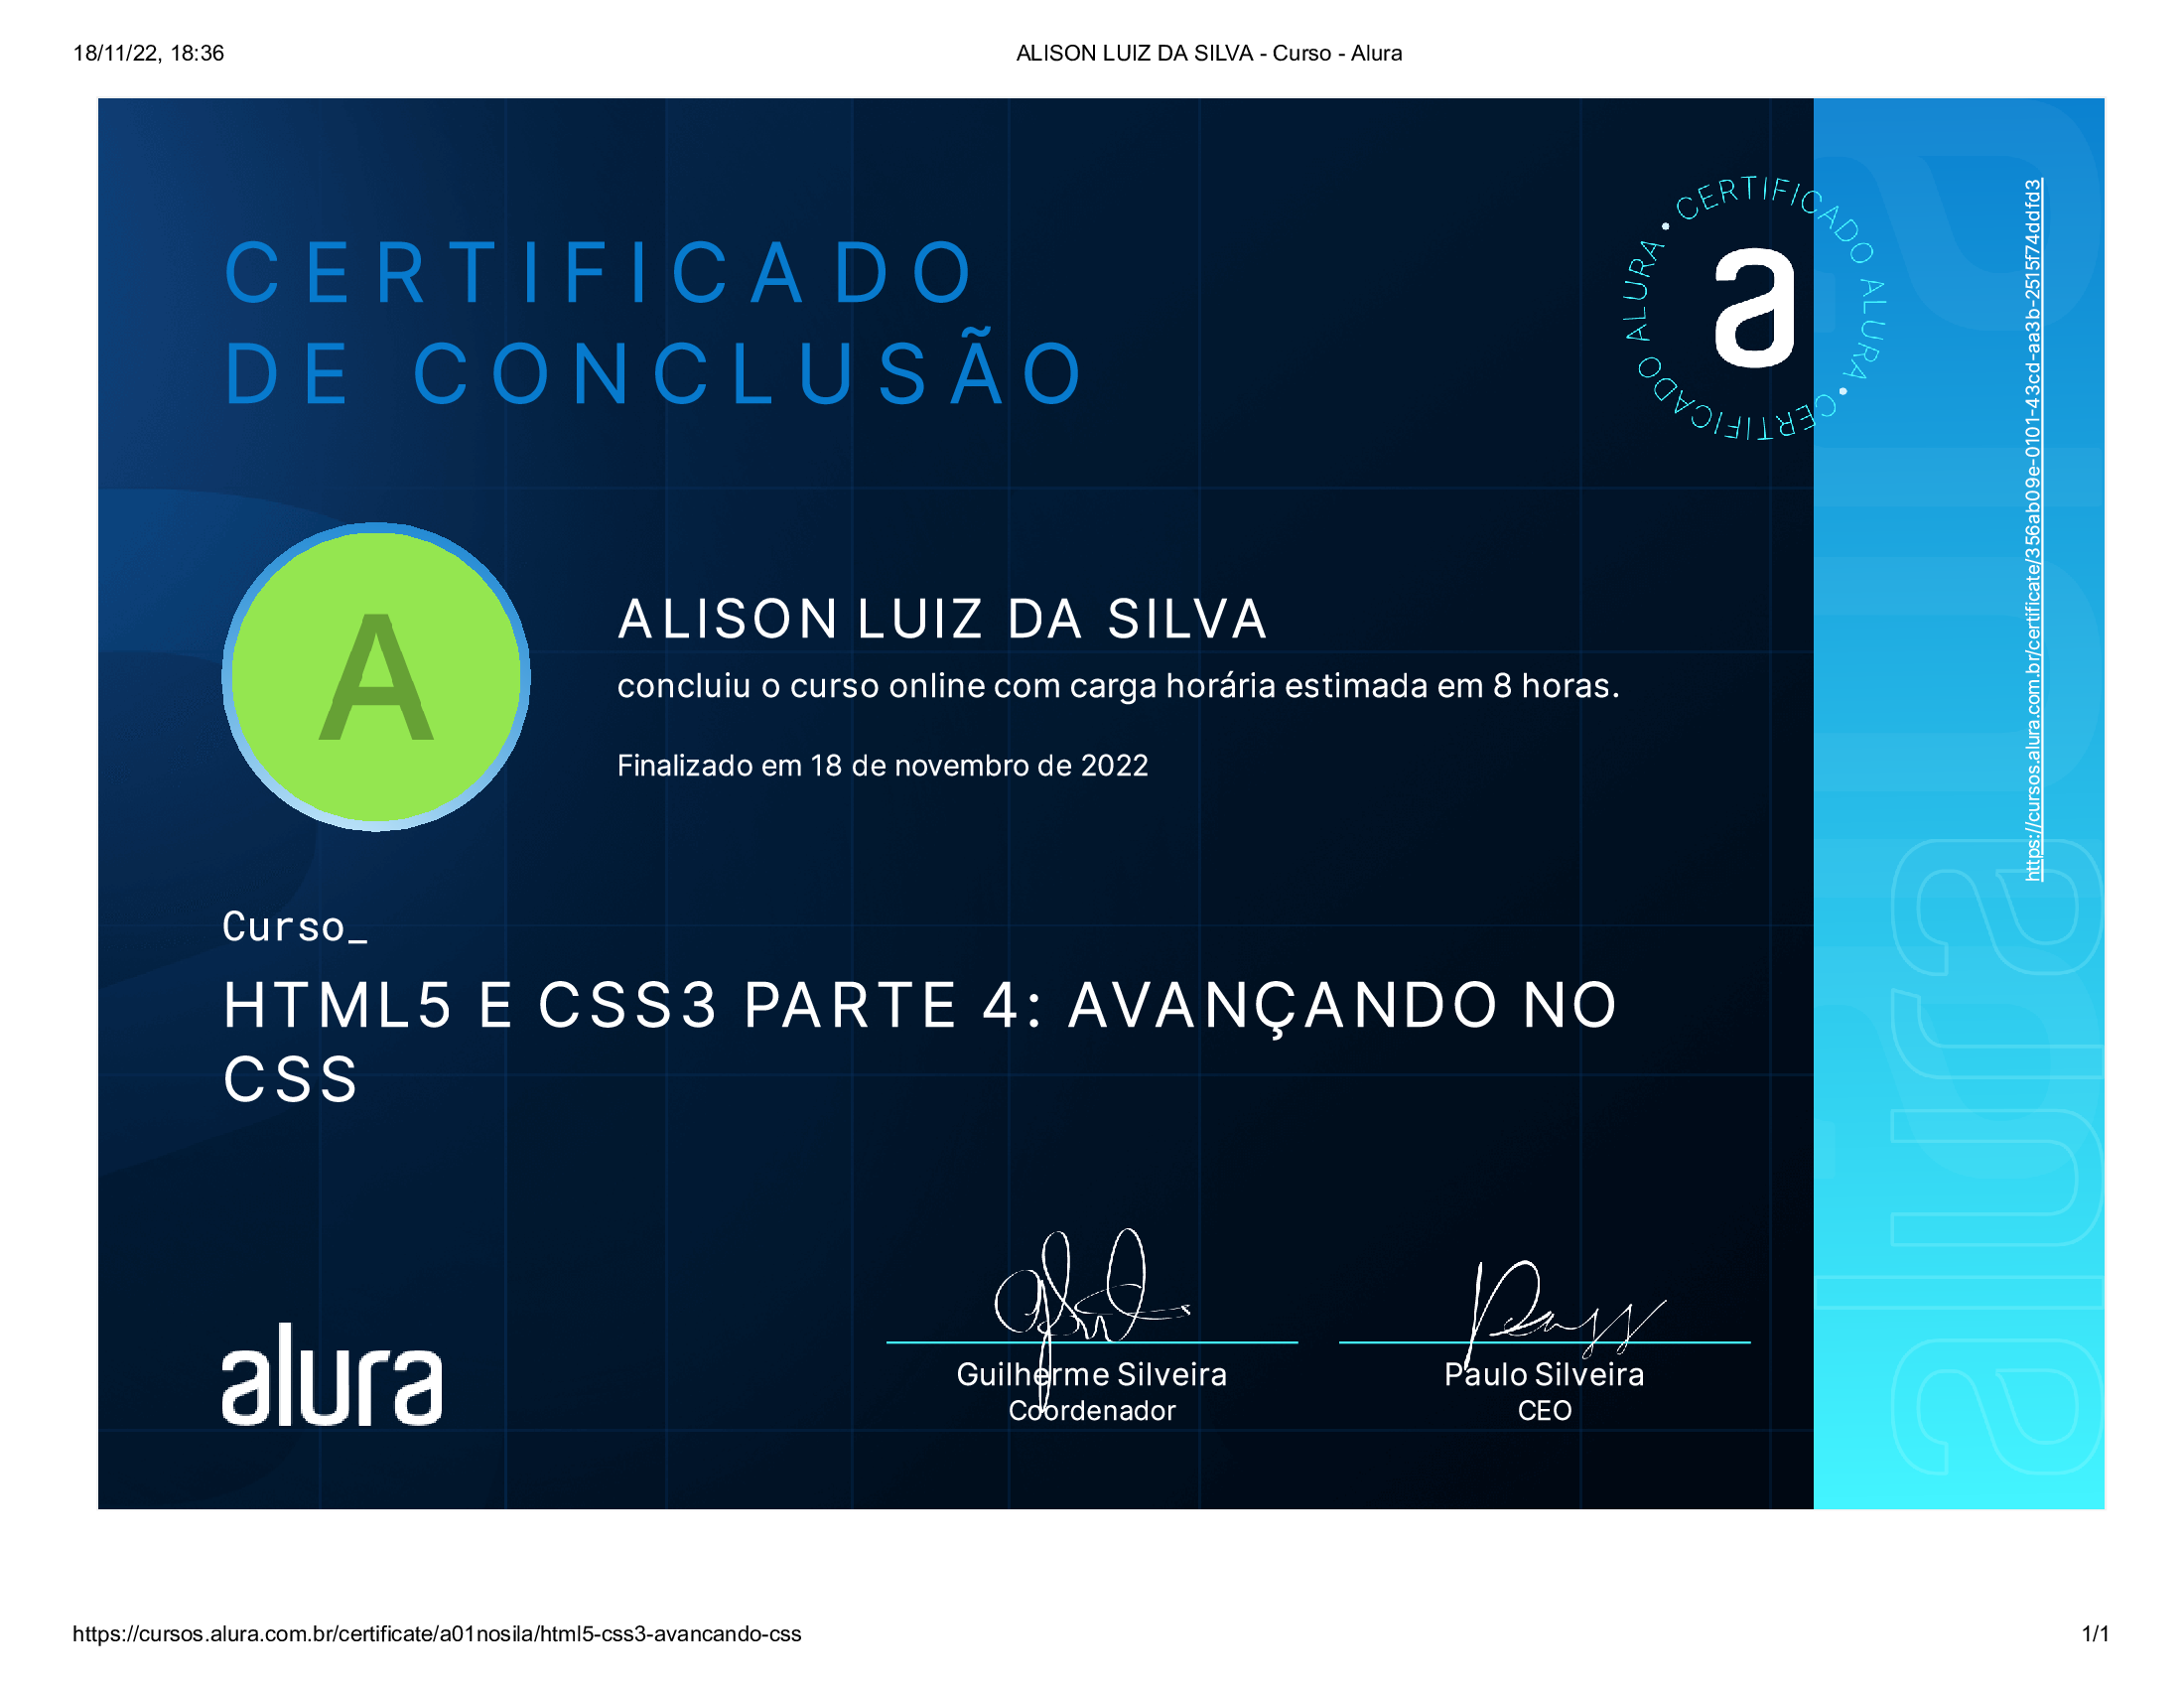 18/11/22, 18:36
ALISON LUIZ DA SILVA - Curso - Alura
CERTIFICADO
DE CONCLUSÃO
CERTIFICADO ALURA • CERTIFICADO ALURA •
a
https://cursos.alura.com.br/certificate/356ab09e-0101-43cd-aa3b-2515f74ddfd3
A
ALISON LUIZ DA SILVA
concluiu o curso online com carga horária estimada em 8 horas.
Finalizado em 18 de novembro de 2022
Curso_
HTML5 E CSS3 PARTE 4: AVANÇANDO NO
CSS
alura
alura
Guilherme Silveira
Coordenador
Paulo Silveira
CEO
https://cursos.alura.com.br/certificate/a01nosila/html5-css3-avancando-css
1/1